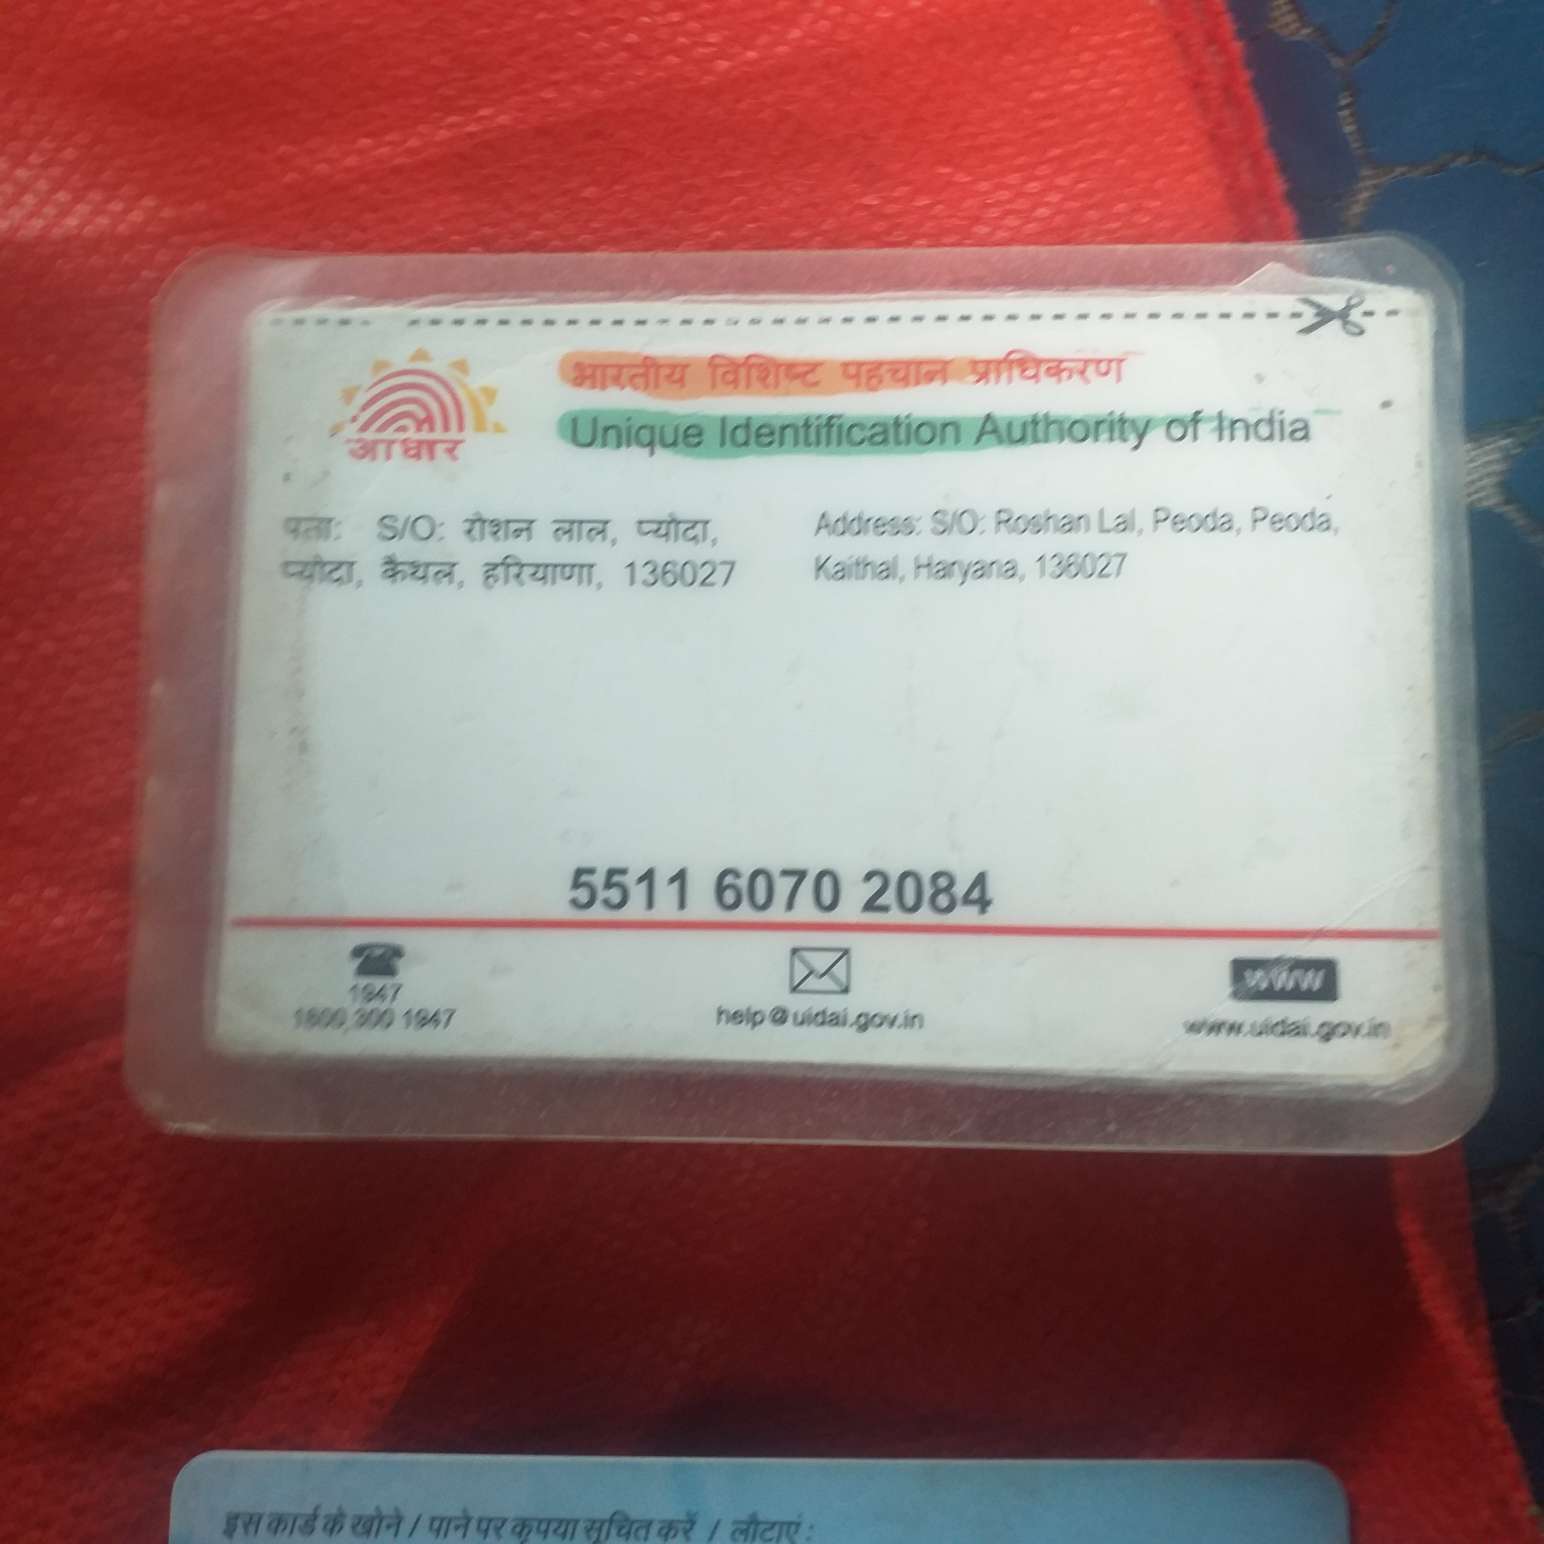 भारतीय विशिष्ट पहचान प्राधिकरण
Unique Identification Authority of India
आधार
पता: S/O: रोशन लाल, प्योदा,
प्योदा, कैथल, हरियाणा, 136027
Address: S/O: Roshan Lal, Peoda, Peoda,
Kaithal, Haryana, 136027
5511 6070 2084
1947
1800 300 1947
help@uidai.gov.in
www
www.uidai.gov.in
इस कार्ड के खोने / पाने पर कृपया सूचित करें / लौटाएं :